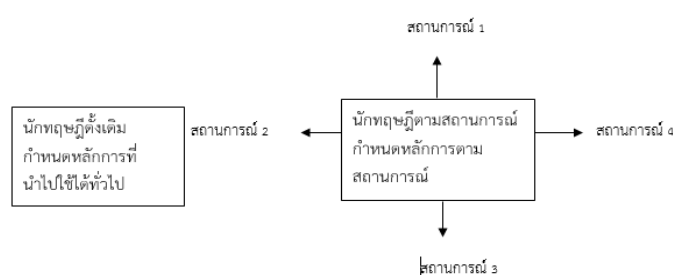 สถานการณ์ 1
นักทฤษฎีดั้งเดิม
กำหนดหลักการที่
นำไปใช้ได้ทั่วไป
สถานการณ์ 2
นักทฤษฎีตามสถานการณ์
กำหนดหลักการตาม
สถานการณ์
สถานการณ์ 4
สถานการณ์ 3